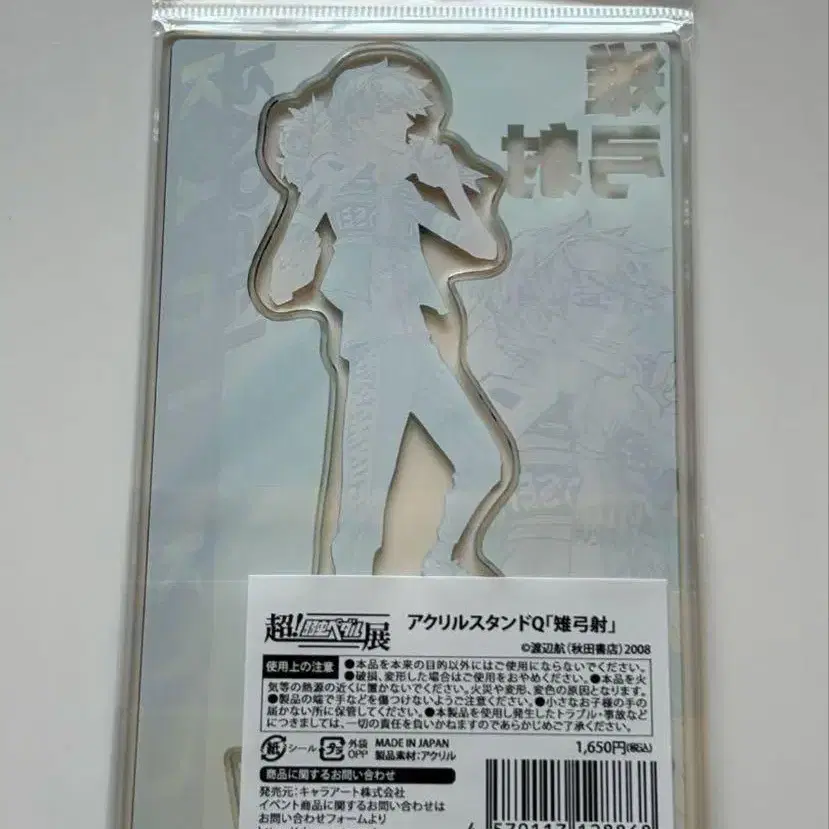 雉
弓射
超!弱虫ペダル展
アクリルスタンドQ「雉弓射」
©渡辺航(秋田書店)2008
使用上の注意 ●本品を本来の目的以外にはご使用にならないでください。
●破損、変形した場合はご使用をおやめください。●本品を火
気等の熱源の近くに置かないでください。火災や変形、変色の原因となります。
●製品の端で手などを傷つけないようご注意ください。●小さなお子様の手の
届かない所に保管してください。●本製品を使用し発生したトラブル・事故など
につきましては、一切の責任を負いかねますのであらかじめご了承ください。
紙 シール プラ 外袋 OPP MADE IN JAPAN 製品素材:アクリル
1,650円(税込)
商品に関するお問い合わせ
発売元:キャラアート株式会社
イベント商品に関するお問い合わせは
お問い合わせフォームより